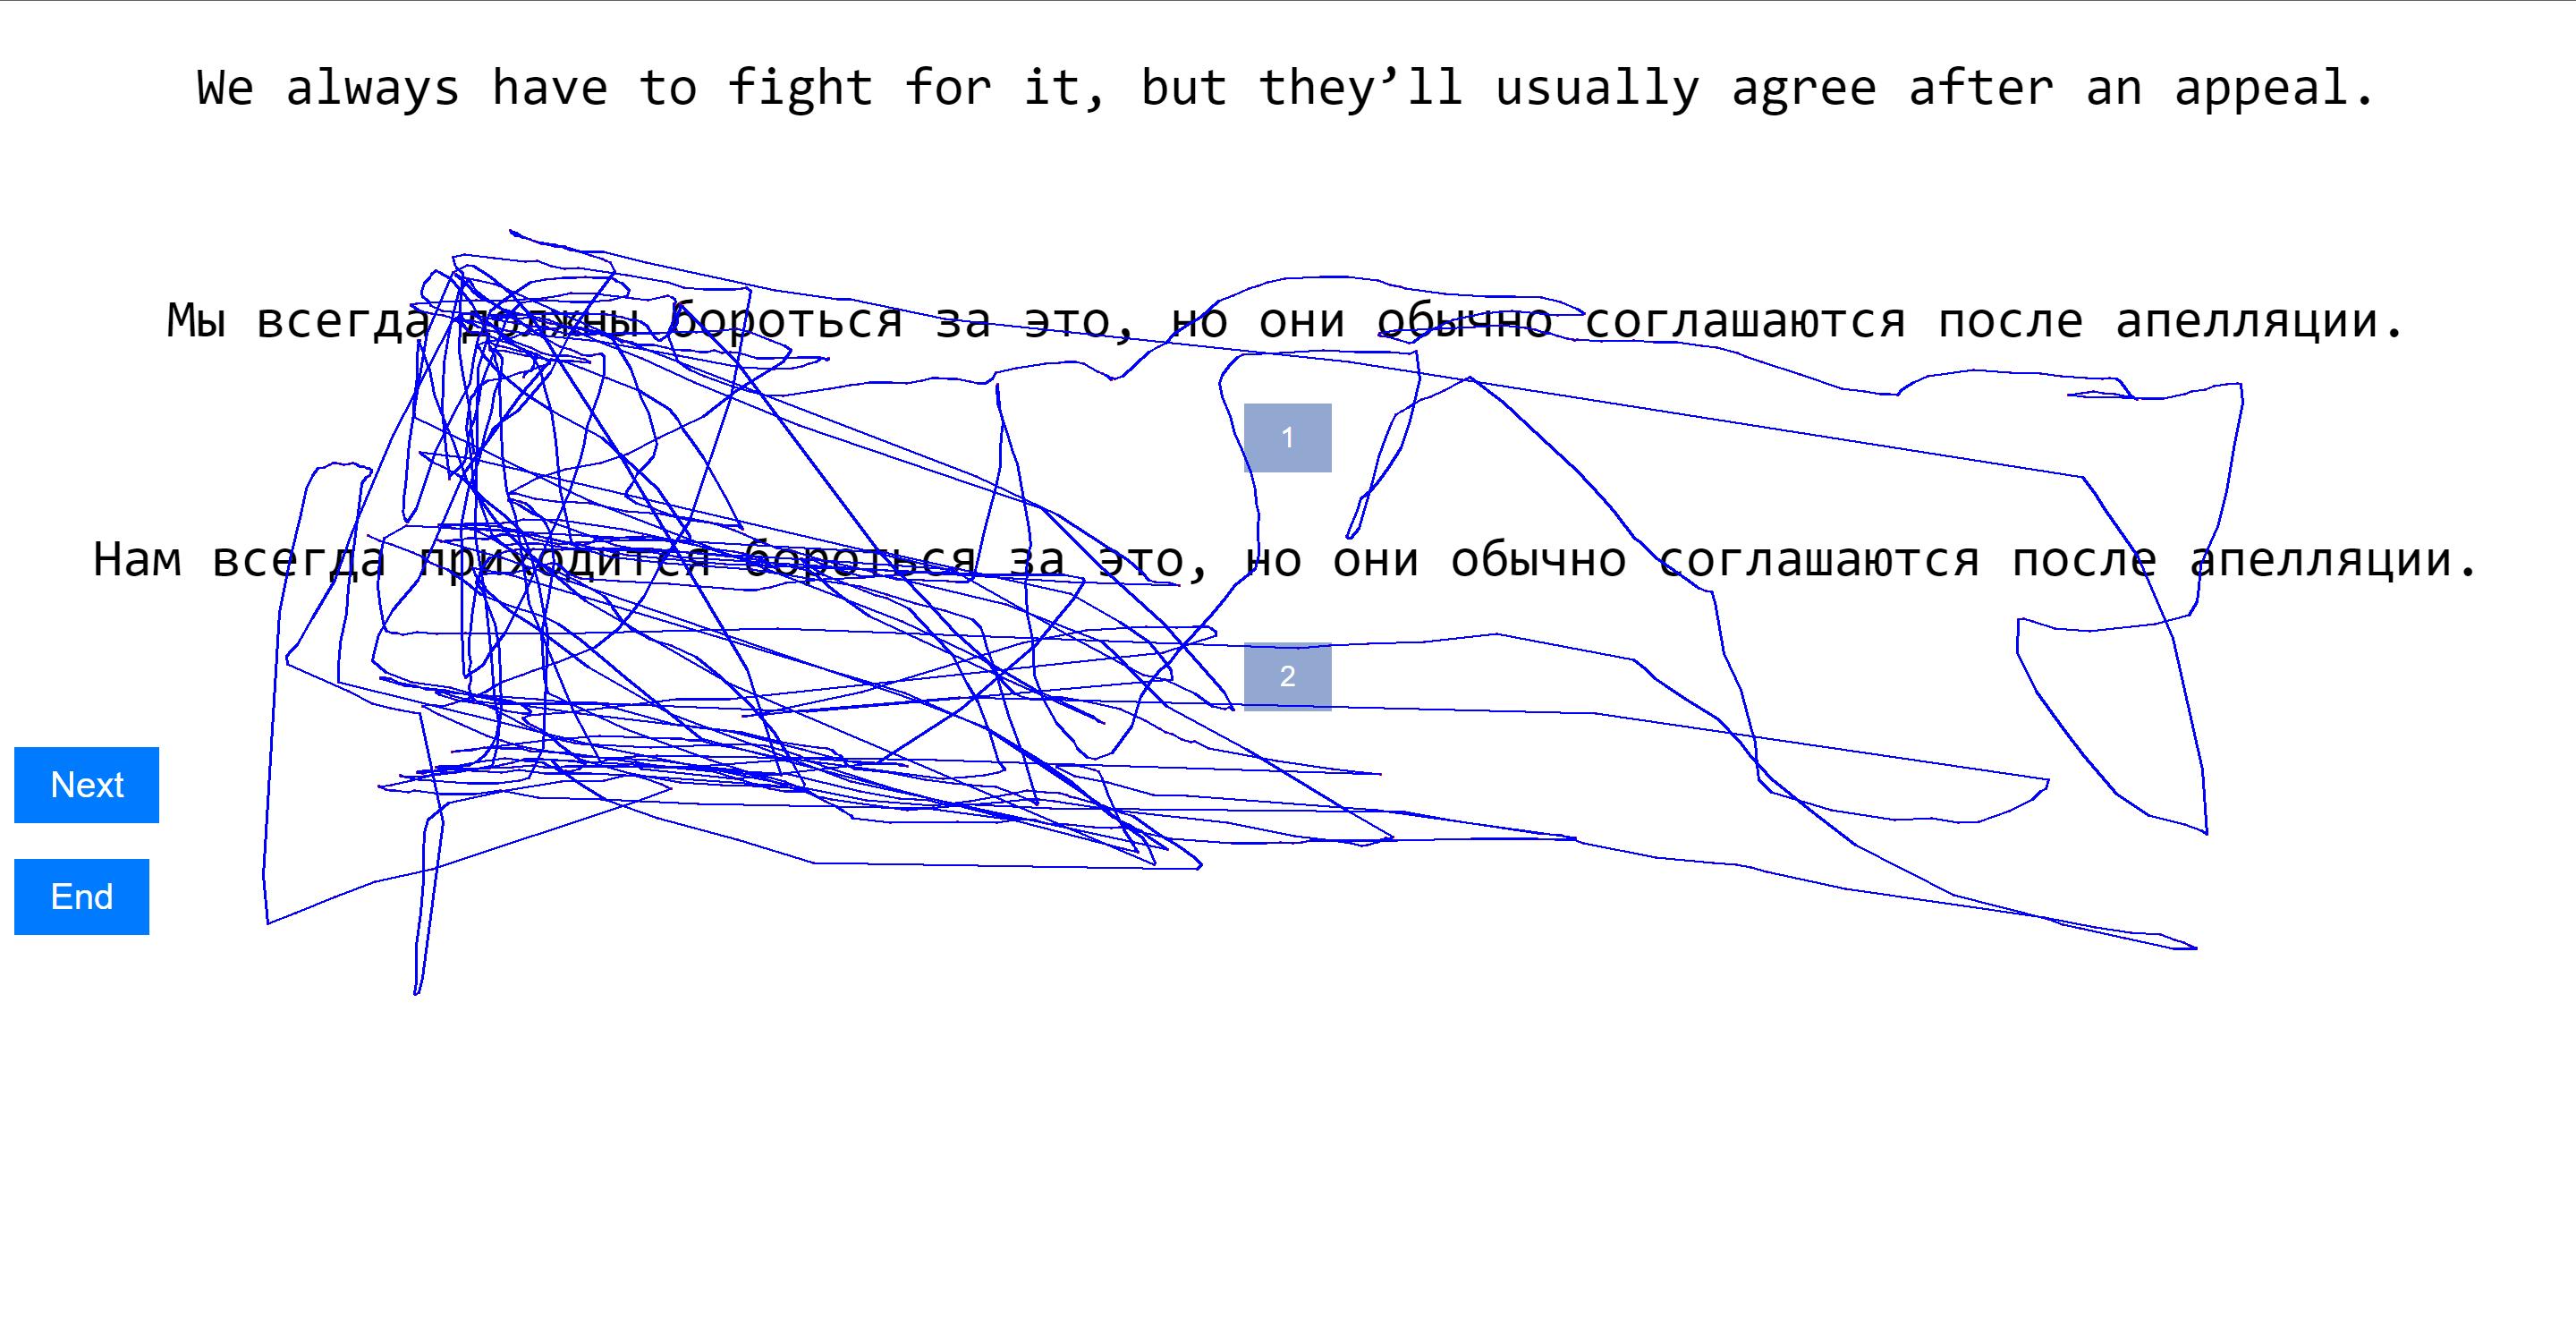 We always have to fight for it, but they’ll usually agree after an appeal.
Мы всегда должны бороться за это, но они обычно соглашаются после апелляции.
1
Нам всегда приходится бороться за это, но они обычно соглашаются после апелляции.
2
Next
End